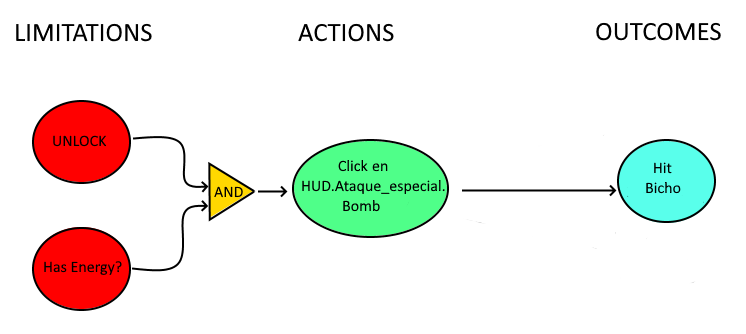 LIMITATIONS
ACTIONS
OUTCOMES
UNLOCK
Has Energy?
AND
Click en
HUD.Ataque_especial.
Bomb
Hit
Bicho